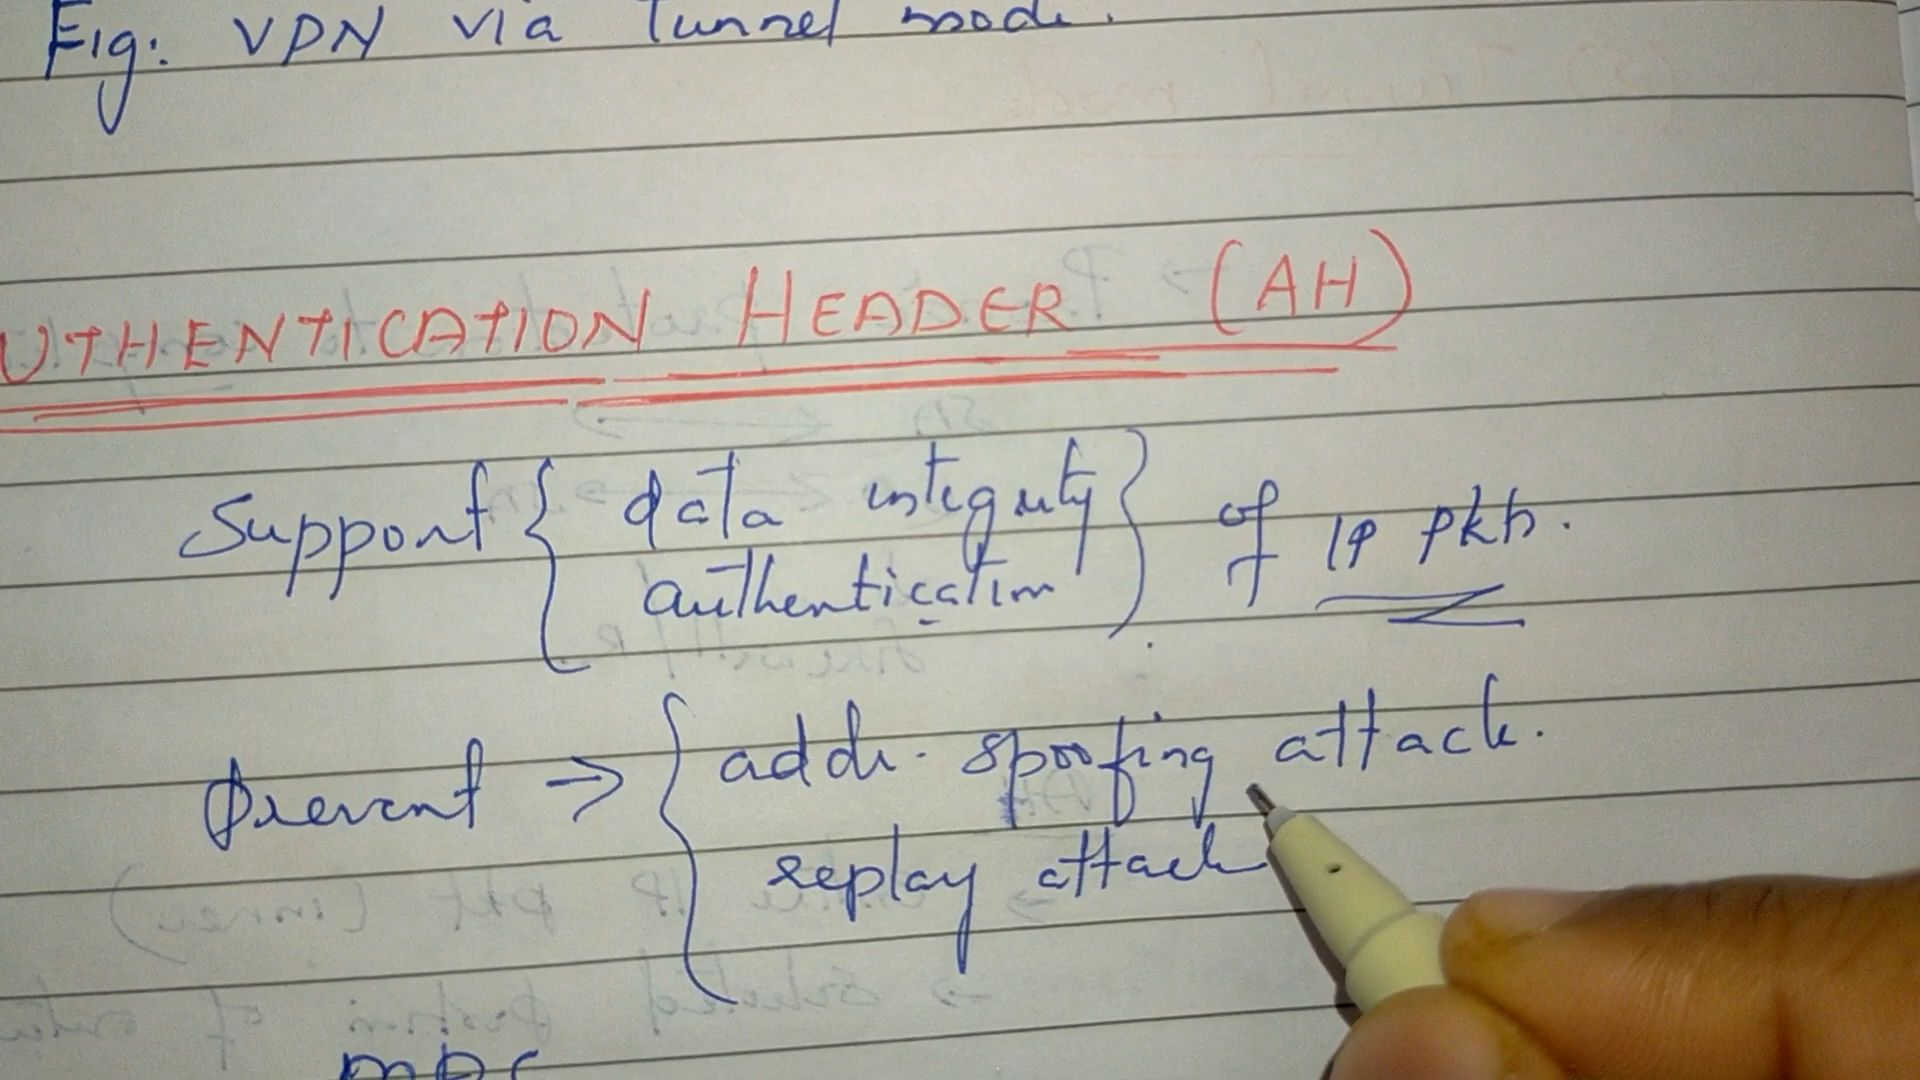 Fig: VPN via Tunnel mode.
UTHENTICATION HEADER (AH)
Support { data integrity
authentication } of IP pkts.
Prevent => { addr. spoofing attack.
replay attack